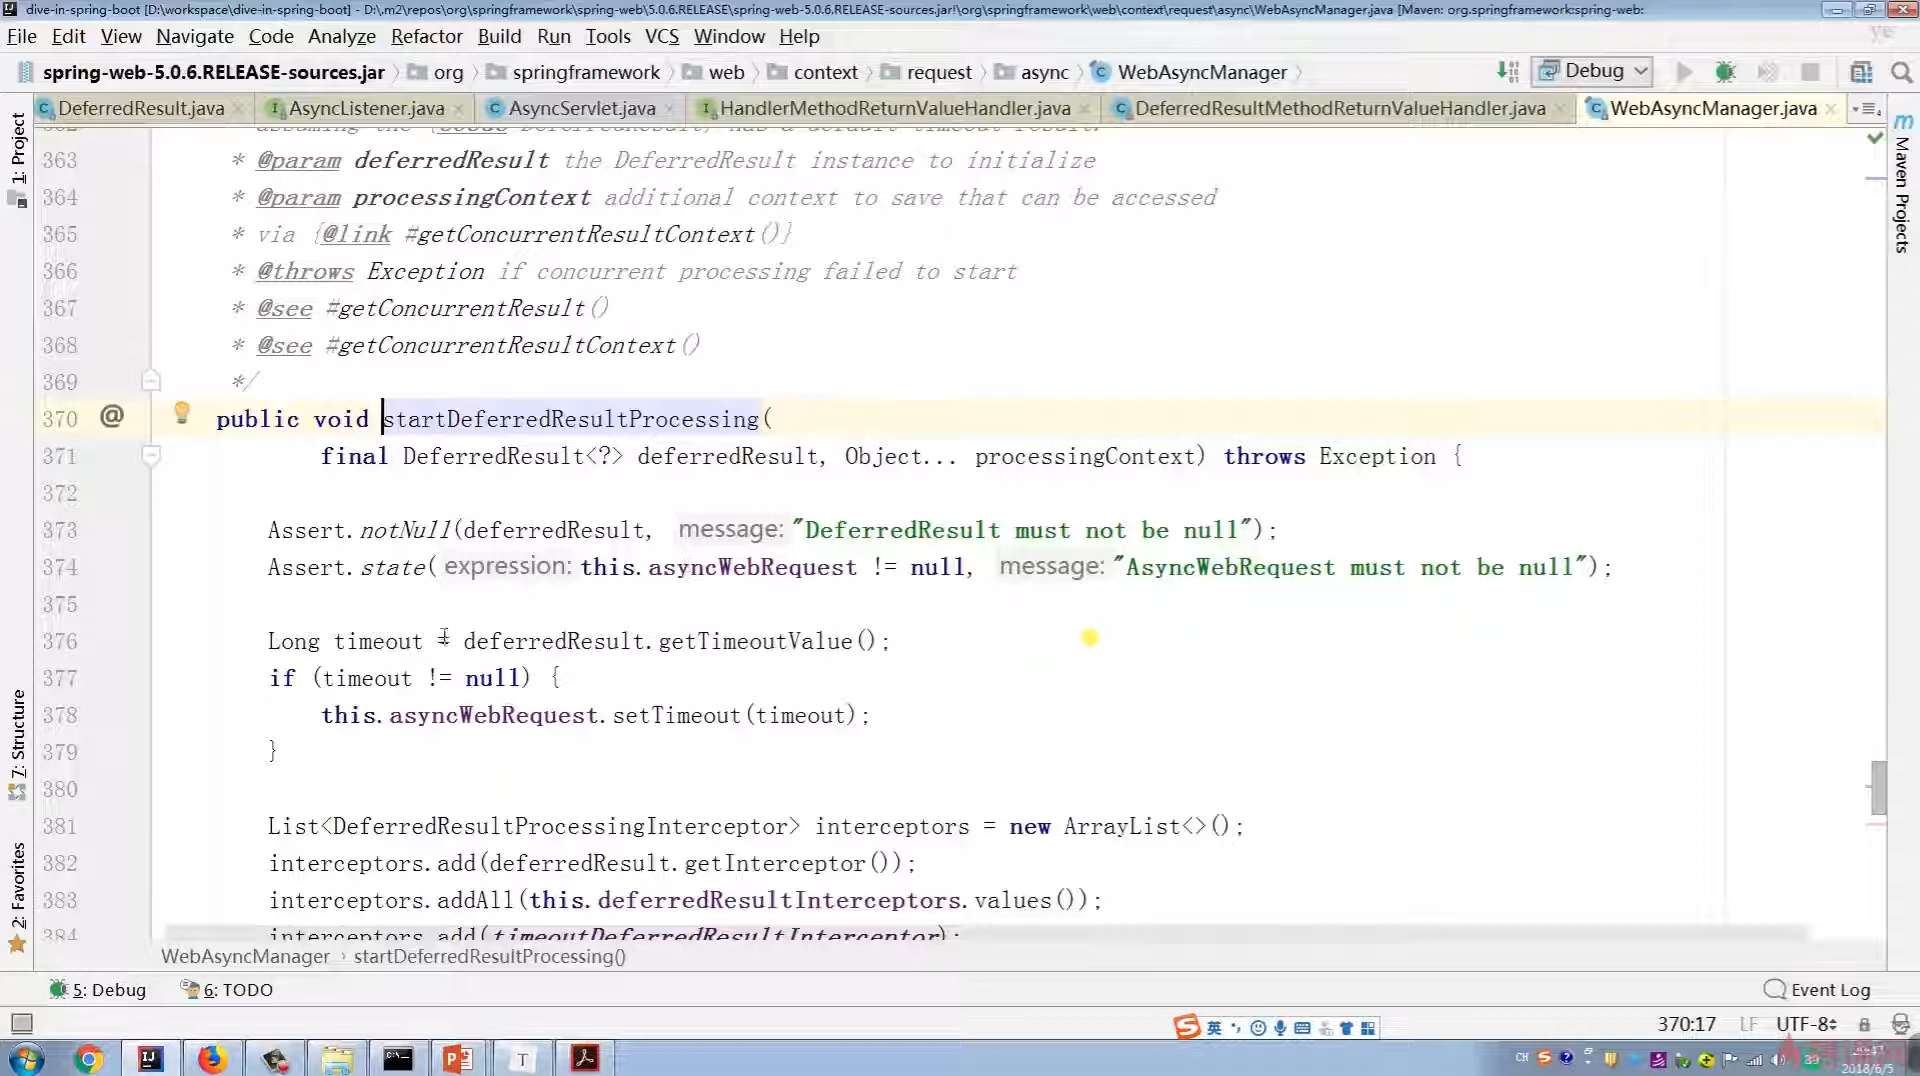 dive-in-spring-boot [D:\workspace\dive-in-spring-boot] - D:\.m2\repos\org\springframework\spring-web\5.0.6.RELEASE\spring-web-5.0.6.RELEASE-sources.jar!\org\springframework\web\context\request\async\WebAsyncManager.java [Maven: org.springframework:spring-web:
File Edit View Navigate Code Analyze Refactor Build Run Tools VCS Window Help
spring-web-5.0.6.RELEASE-sources.jar org springframework web context request async WebAsyncManager Debug
DeferredResult.java AsyncListener.java AsyncServlet.java HandlerMethodReturnValueHandler.java DeferredResultMethodReturnValueHandler.java WebAsyncManager.java
363 * @param deferredResult the DeferredResult instance to initialize
364 * @param processingContext additional context to save that can be accessed
365 * via {@link #getConcurrentResultContext()}
366 * @throws Exception if concurrent processing failed to start
367 * @see #getConcurrentResult()
368 * @see #getConcurrentResultContext()
369 */
370 @ public void startDeferredResultProcessing(
371 final DeferredResult<?> deferredResult, Object... processingContext) throws Exception {
372
373 Assert.notNull(deferredResult, message: "DeferredResult must not be null");
374 Assert.state( expression: this.asyncWebRequest != null, message: "AsyncWebRequest must not be null");
375
376 Long timeout = deferredResult.getTimeoutValue();
377 if (timeout != null) {
378 this.asyncWebRequest.setTimeout(timeout);
379 }
380
381 List<DeferredResultProcessingInterceptor> interceptors = new ArrayList<>();
382 interceptors.add(deferredResult.getInterceptor());
383 interceptors.addAll(this.deferredResultInterceptors.values());
384 interceptors.add(timeoutDeferredResultInterceptor);
WebAsyncManager › startDeferredResultProcessing()
1: Project
7: Structure
2: Favorites
Maven Projects
5: Debug 6: TODO Event Log
370:17 LF UTF-8
英
CH
2018/6/5